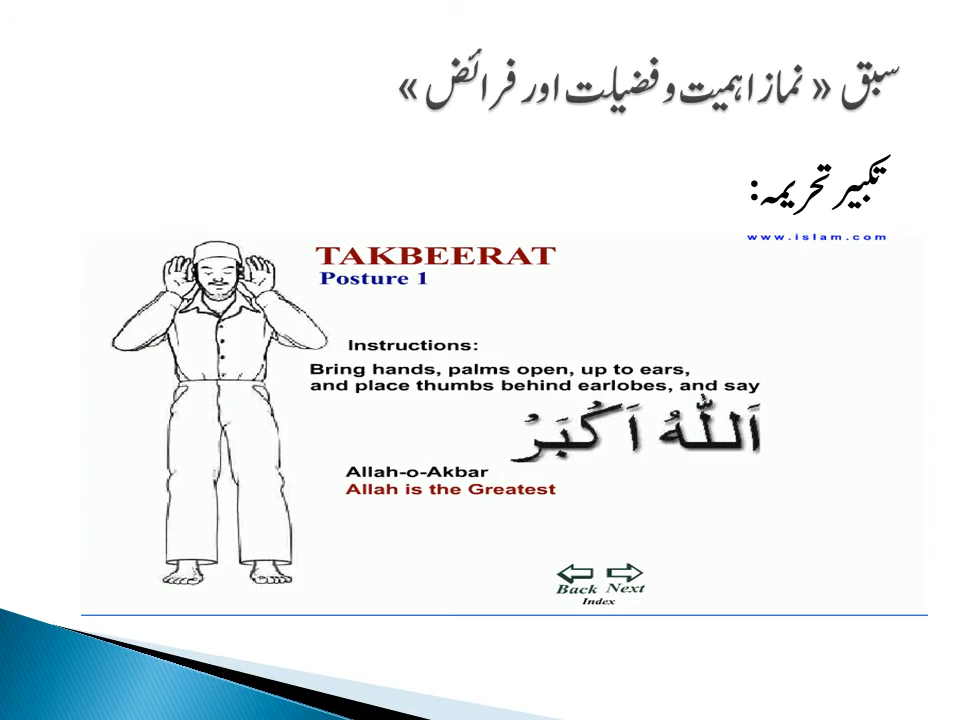 سبق « نماز اہمیت و فضیلت اور فرائض »
تکبیر تحریمہ:
www.islam.com
TAKBEERAT
Posture 1
Instructions:
Bring hands, palms open, up to ears,
and place thumbs behind earlobes, and say
اَللّٰهُ اَكْبَرْ
Allah-o-Akbar
Allah is the Greatest
Back Next
Index